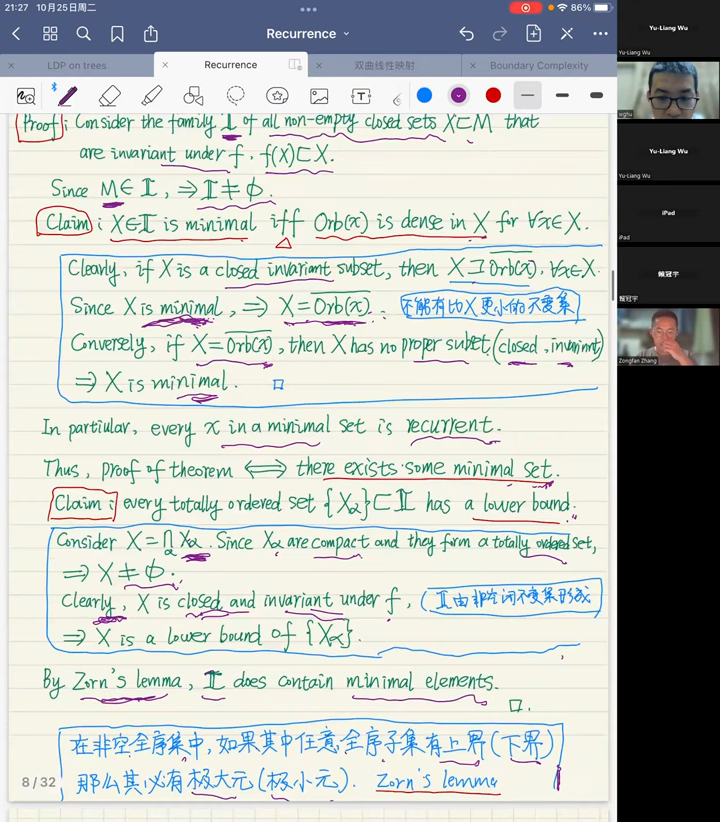 21:27 10月25日周二
86%
Recurrence
LDP on trees
Recurrence
双曲线性映射
Boundary Complexity
Proof: Consider the family I of all non-empty closed sets X⊂M that
are invariant under f, f(X)⊂X.
Since M∈I, ⇒ I≠∅.
Claim: X∈I is minimal iff Orb(x) is dense in X for ∀x∈X.
Clearly, if X is a closed invariant subset, then X⊃Orb(x), ∀x∈X.
Since X is minimal, ⇒ X=Orb(x). 不能有比X更小的不变集
Conversely, if X=Orb(x), then X has no proper subset. (closed, invarinnt)
⇒ X is minimal. □
In partiular, every x in a minimal set is recurrent.
Thus, proof of theorem ⟺ there exists some minimal set.
Claim: every totally ordered set {Xα}⊂I has a lower bound.
Consider X=∩α Xα. Since Xα are compact and they form a totally ordered set,
⇒ X≠∅.
Clearly, X is closed and invariant under f, (I由非空闭不变集形成
⇒ X is a lower bound of {Xα}.
By Zorn's lemma, I does contain minimal elements.
□.
在非空全序集中, 如果其中任意全序子集有上界(下界)
那么其必有极大元(极小元). Zorn's lemma
8 / 32
Yu-Liang Wu
Yu-Liang Wu
wghu
Yu-Liang Wu
Yu-Liang Wu
iPad
iPad
賴冠宇
賴冠宇
Zongfan Zhang